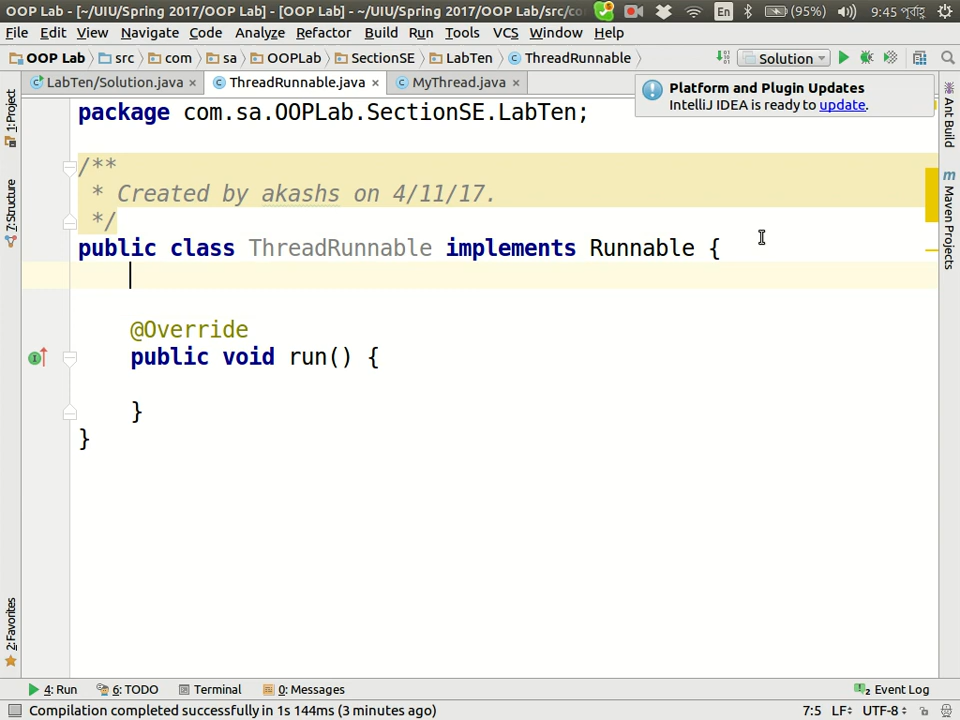 OOP Lab - [~/UIU/Spring 2017/OOP Lab] - [OOP Lab] - ~/UIU/Spring 2017/OOP Lab/src/co
En (95%) 9:45 পূর্বাহ্ন
File Edit View Navigate Code Analyze Refactor Build Run Tools VCS Window Help
OOP Lab src com sa OOPLab SectionSE LabTen ThreadRunnable Solution
LabTen/Solution.java × ThreadRunnable.java × MyThread.java ×
Platform and Plugin Updates
IntelliJ IDEA is ready to update.
1: Project
7: Structure
2: Favorites
Ant Build
m Maven Projects
package com.sa.OOPLab.SectionSE.LabTen;
/**
* Created by akashs on 4/11/17.
*/
public class ThreadRunnable implements Runnable {
@Override
public void run() {
}
}
4: Run 6: TODO Terminal 0: Messages 2 Event Log
Compilation completed successfully in 1s 144ms (3 minutes ago) 7:5 LF UTF-8